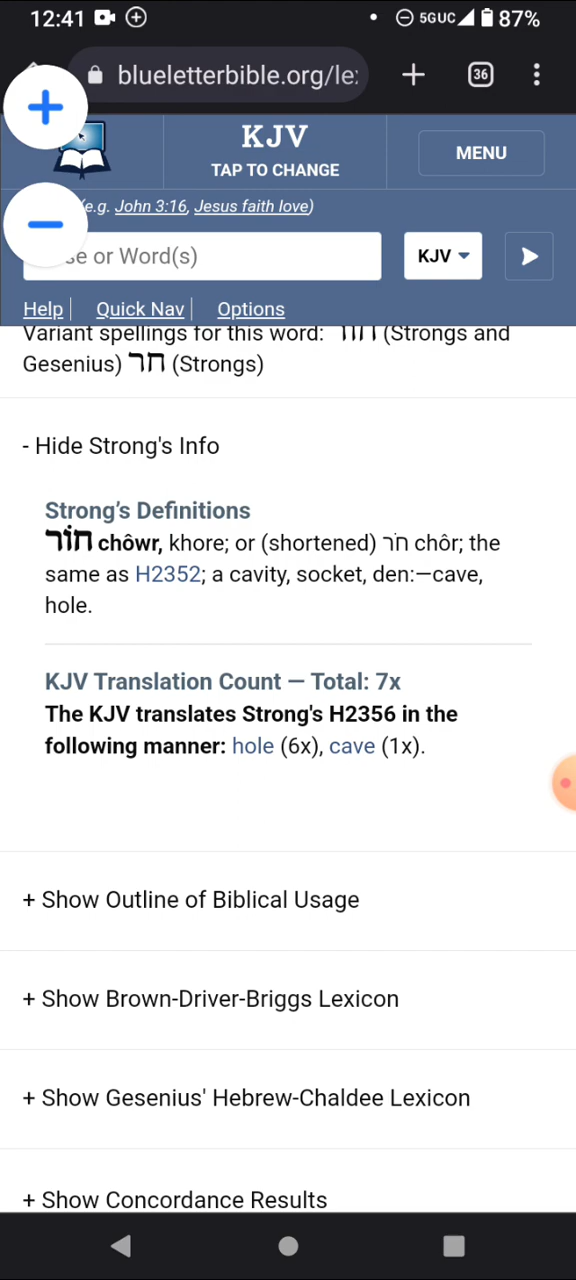 12:41 5GUC 87%
blueletterbible.org/le: 36
KJV
TAP TO CHANGE
MENU
(e.g. John 3:16, Jesus faith love)
se or Word(s) KJV
Help Quick Nav Options
Variant spellings for this word: (Strongs and
Gesenius) חר (Strongs)
- Hide Strong's Info
Strong’s Definitions
חוֹר chôwr, khore; or (shortened) חֹר chôr; the
same as H2352; a cavity, socket, den:—cave,
hole.
KJV Translation Count — Total: 7x
The KJV translates Strong's H2356 in the
following manner: hole (6x), cave (1x).
+ Show Outline of Biblical Usage
+ Show Brown-Driver-Briggs Lexicon
+ Show Gesenius' Hebrew-Chaldee Lexicon
+ Show Concordance Results